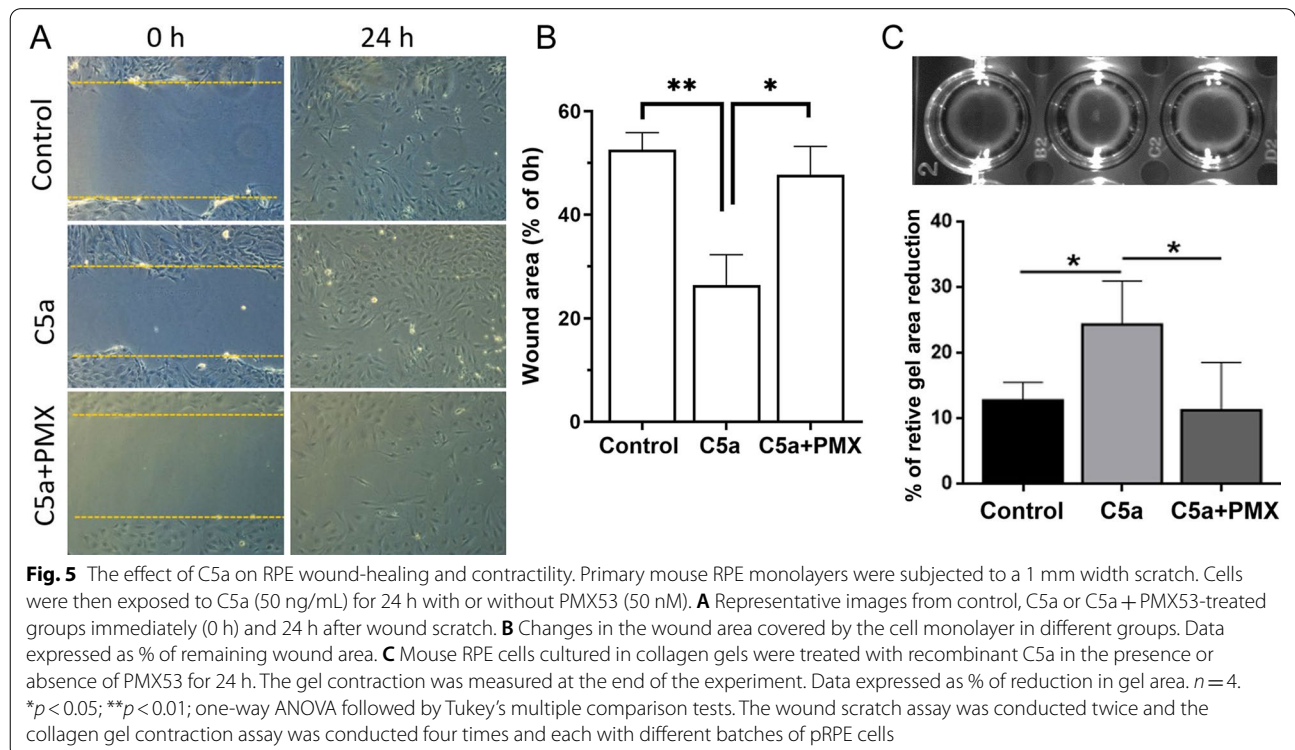 A
0 h
24 h
Control
C5a
C5a+PMX
B
**
*
60
40
20
0
Wound area (% of 0h)
Control
C5a
C5a+PMX
C
2
B2
C2
D2
*
*
40
30
20
10
0
% of retive gel area reduction
Control
C5a
C5a+PMX
Fig. 5 The effect of C5a on RPE wound-healing and contractility. Primary mouse RPE monolayers were subjected to a 1 mm width scratch. Cells
were then exposed to C5a (50 ng/mL) for 24 h with or without PMX53 (50 nM). A Representative images from control, C5a or C5a + PMX53-treated
groups immediately (0 h) and 24 h after wound scratch. B Changes in the wound area covered by the cell monolayer in different groups. Data
expressed as % of remaining wound area. C Mouse RPE cells cultured in collagen gels were treated with recombinant C5a in the presence or
absence of PMX53 for 24 h. The gel contraction was measured at the end of the experiment. Data expressed as % of reduction in gel area. n = 4.
*p < 0.05; **p < 0.01; one-way ANOVA followed by Tukey's multiple comparison tests. The wound scratch assay was conducted twice and the
collagen gel contraction assay was conducted four times and each with different batches of pRPE cells